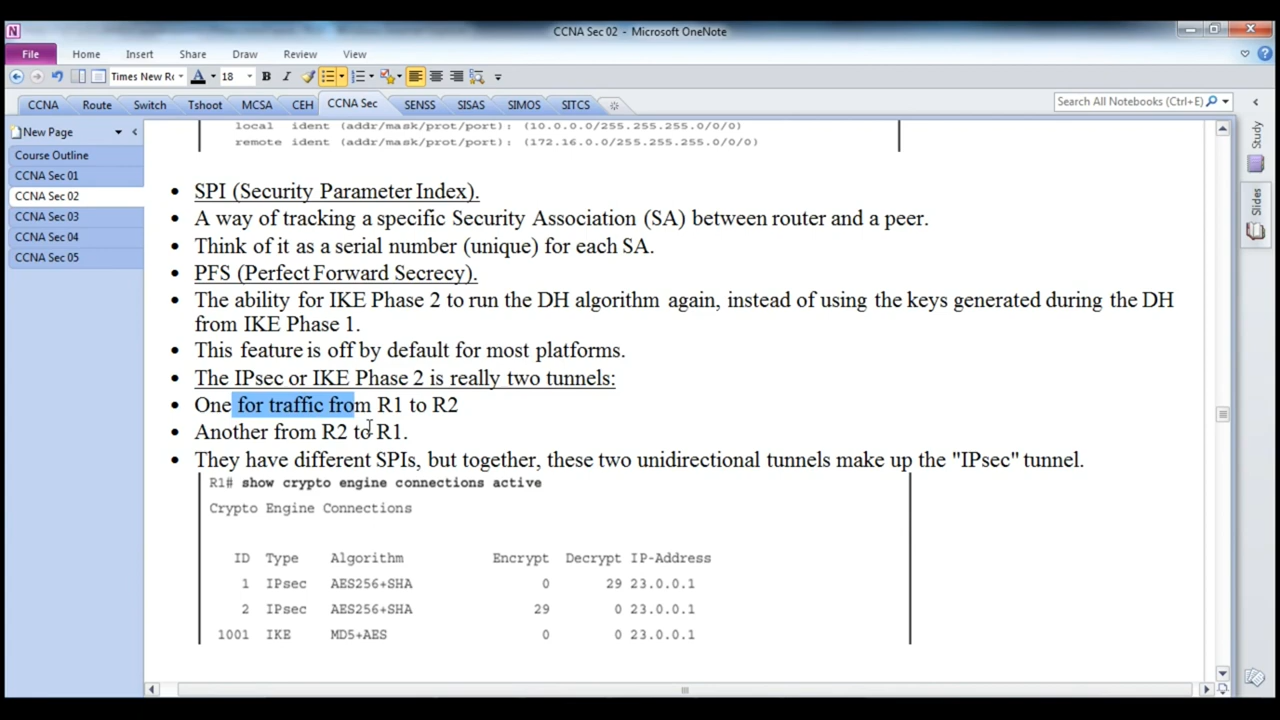 CCNA Sec 02 - Microsoft OneNote
File Home Insert Share Draw Review View
Times New Ro 18 B I A
CCNA Route Switch Tshoot MCSA CEH CCNA Sec SENSS SISAS SIMOS SITCS Search All Notebooks (Ctrl+E)
New Page
Course Outline
CCNA Sec 01
CCNA Sec 02
CCNA Sec 03
CCNA Sec 04
CCNA Sec 05
local ident (addr/mask/prot/port): (10.0.0.0/255.255.255.0/0/0)
remote ident (addr/mask/prot/port): (172.16.0.0/255.255.255.0/0/0)
• SPI (Security Parameter Index).
• A way of tracking a specific Security Association (SA) between router and a peer.
• Think of it as a serial number (unique) for each SA.
• PFS (Perfect Forward Secrecy).
• The ability for IKE Phase 2 to run the DH algorithm again, instead of using the keys generated during the DH
from IKE Phase 1.
• This feature is off by default for most platforms.
• The IPsec or IKE Phase 2 is really two tunnels:
• One for traffic from R1 to R2
• Another from R2 to R1.
• They have different SPIs, but together, these two unidirectional tunnels make up the "IPsec" tunnel.
R1# show crypto engine connections active
Crypto Engine Connections
ID Type Algorithm Encrypt Decrypt IP-Address
1 IPsec AES256+SHA 0 29 23.0.0.1
2 IPsec AES256+SHA 29 0 23.0.0.1
1001 IKE MD5+AES 0 0 23.0.0.1
Study
Slides